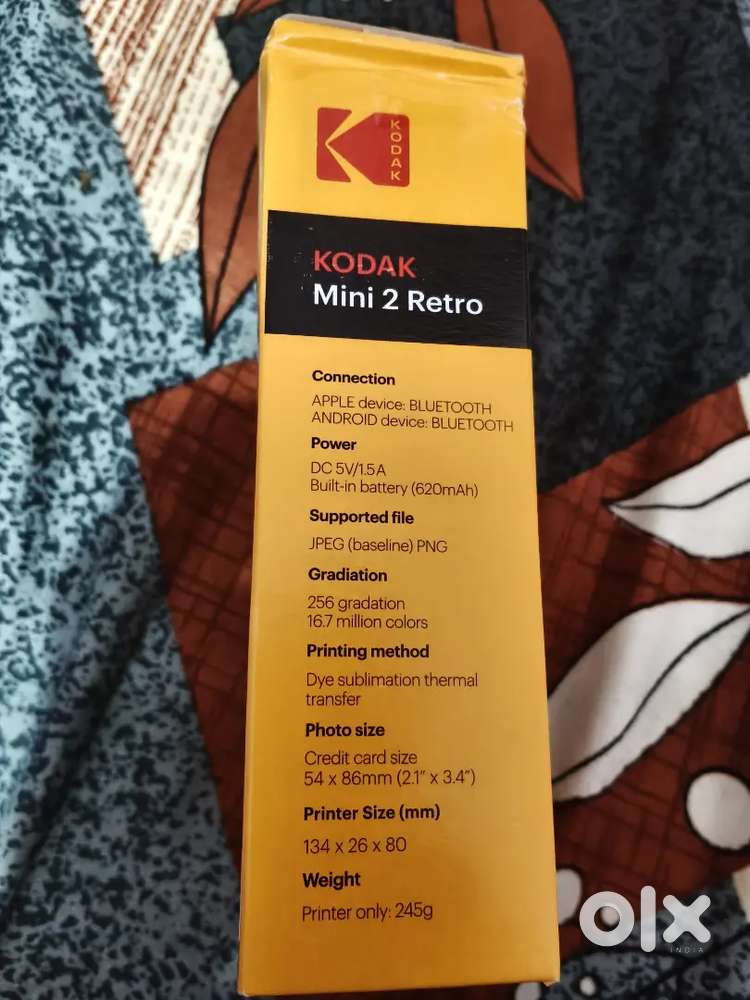 KODAK
KODAK
Mini 2 Retro
Connection
APPLE device: BLUETOOTH
ANDROID device: BLUETOOTH
Power
DC 5V/1.5A
Built-in battery (620mAh)
Supported file
JPEG (baseline) PNG
Gradiation
256 gradation
16.7 million colors
Printing method
Dye sublimation thermal
transfer
Photo size
Credit card size
54 x 86mm (2.1" x 3.4")
Printer Size (mm)
134 x 26 x 80
Weight
Printer only: 245g
olx
INDIA